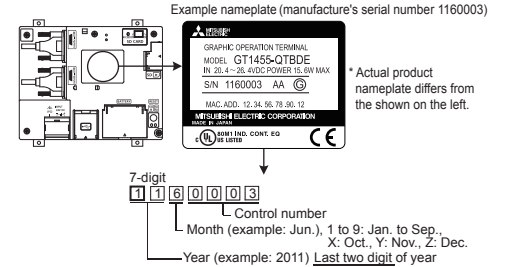 Example nameplate (manufacture's serial number 1160003)
SD CARD
MITSUBISHI
ELECTRIC
GRAPHIC OPERATION TERMINAL
MODEL GT1455-QTBDE
IN 20.4~26.4VDC POWER 15.6W MAX
S/N 1160003 AA G
MAC. ADD. 12. 34. 56. 78 .90. 12
MITSUBISHI ELECTRIC CORPORATION
MADE IN JAPAN
C UL US LISTED 80M1 IND. CONT. EQ CE
* Actual product
nameplate differs from
the shown on the left.
7-digit
1 1 6 0 0 0 3
Control number
Month (example: Jun.), 1 to 9: Jan. to Sep.,
X: Oct., Y: Nov., Z: Dec.
Year (example: 2011) Last two digit of year